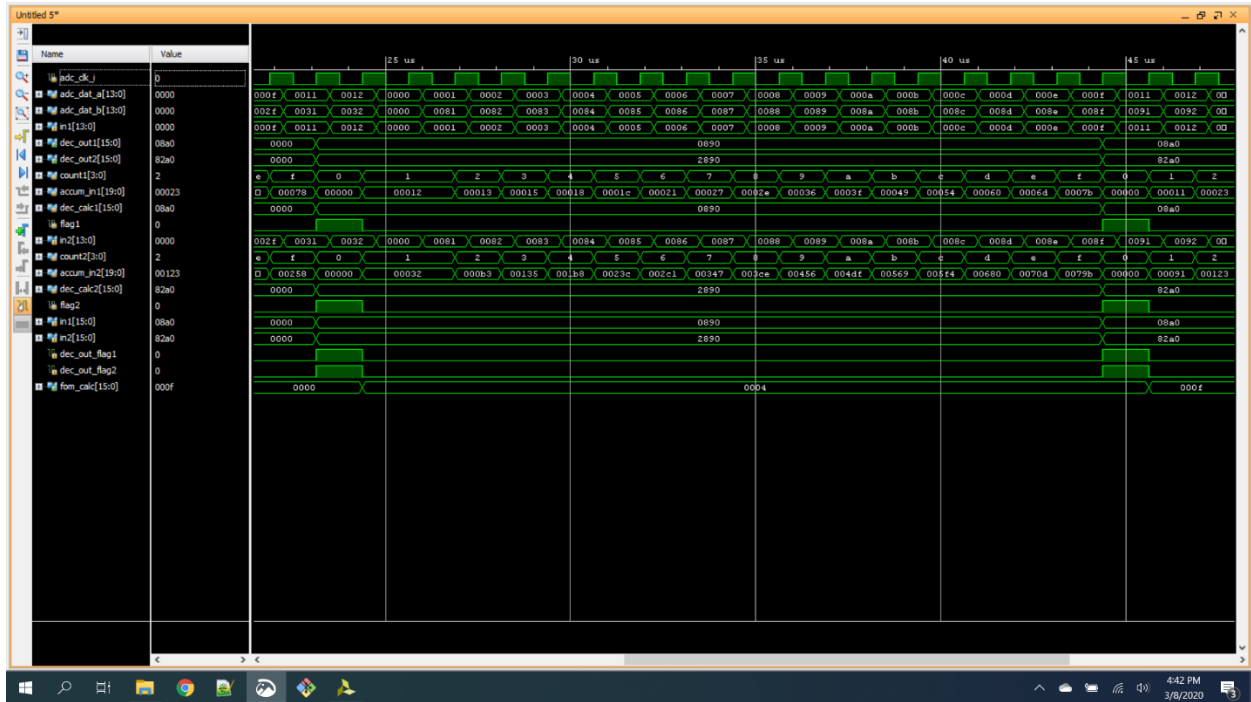 Untitled 5*
Name Value
25 us 30 us 35 us 40 us 45 us
adc_clk_i 0
adc_dat_a[13:0] 0000 000f 0011 0012 0000 0001 0002 0003 0004 0005 0006 0007 0008 0009 000a 000b 000c 000d 000e 000f 0011 0012
adc_dat_b[13:0] 0000 002f 0031 0032 0000 0081 0082 0083 0084 0085 0086 0087 0088 0089 008a 008b 008c 008d 008e 008f 0091 0092
in1[13:0] 0000 000f 0011 0012 0000 0001 0002 0003 0004 0005 0006 0007 0008 0009 000a 000b 000c 000d 000e 000f 0011 0012
dec_out1[15:0] 08a0 0000 0890 08a0
dec_out2[15:0] 82a0 0000 2890 82a0
count1[3:0] 2 e f 0 1 2 3 4 5 6 7 8 9 a b c d e f 0 1 2
accum_in1[19:0] 00023 00078 00000 00012 00013 00015 00018 0001c 00021 00027 0002e 00036 0003f 00049 00054 00060 0006d 0007b 00000 00011 00023
dec_calc1[15:0] 08a0 0000 0890 08a0
flag1 0
in2[13:0] 0000 002f 0031 0032 0000 0081 0082 0083 0084 0085 0086 0087 0088 0089 008a 008b 008c 008d 008e 008f 0091 0092
count2[3:0] 2 e f 0 1 2 3 4 5 6 7 8 9 a b c d e f 0 1 2
accum_in2[19:0] 00123 00258 00000 00032 000b3 00135 001b8 0023c 002c1 00347 003ce 00456 004df 00569 005f4 00680 0070d 0079b 00000 00091 00123
dec_calc2[15:0] 82a0 0000 2890 82a0
flag2 0
in1[15:0] 08a0 0000 0890 08a0
in2[15:0] 82a0 0000 2890 82a0
dec_out_flag1 0
dec_out_flag2 0
fom_calc[15:0] 000f 0000 0004 000f
4:42 PM
3/8/2020
3